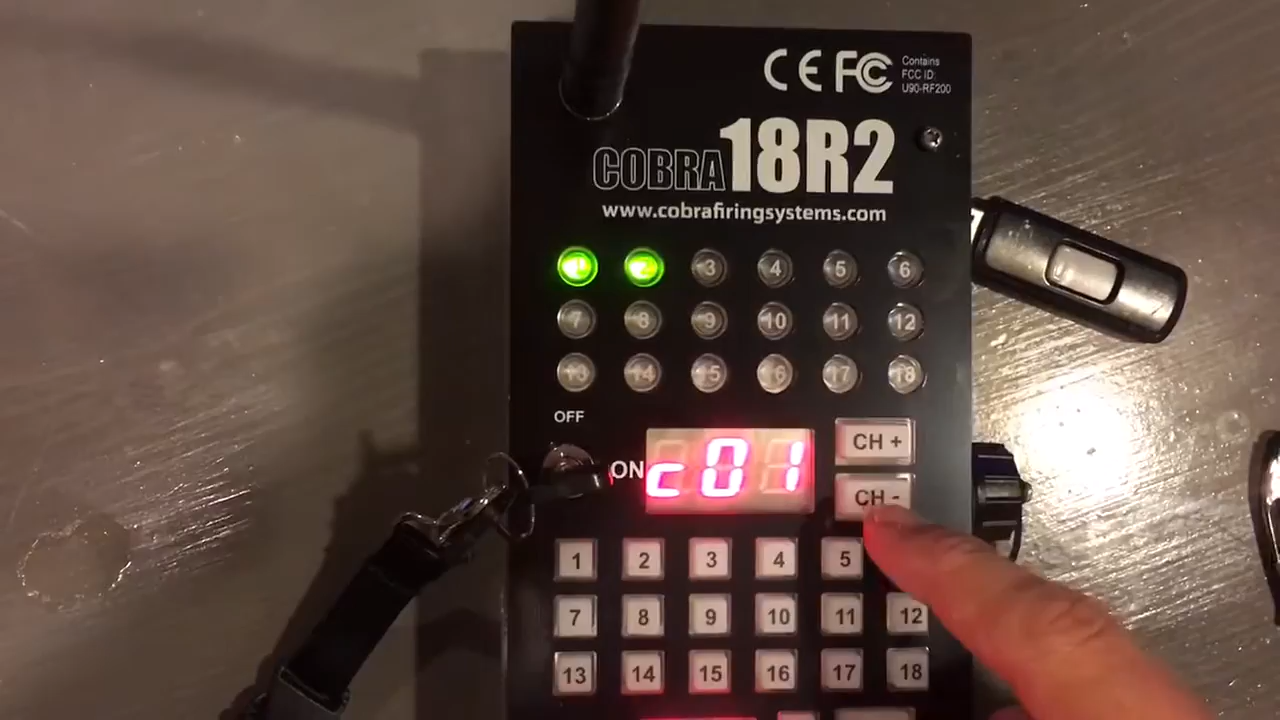 CE FC
Contains
FCC ID:
U90-RF200
COBRA 18R2
www.cobrafiringsystems.com
1 2 3 4 5 6
7 8 9 10 11 12
13 14 15 16 17 18
OFF
ON
c01
CH +
CH -
1 2 3 4 5
7 8 9 10 11 12
13 14 15 16 17 18